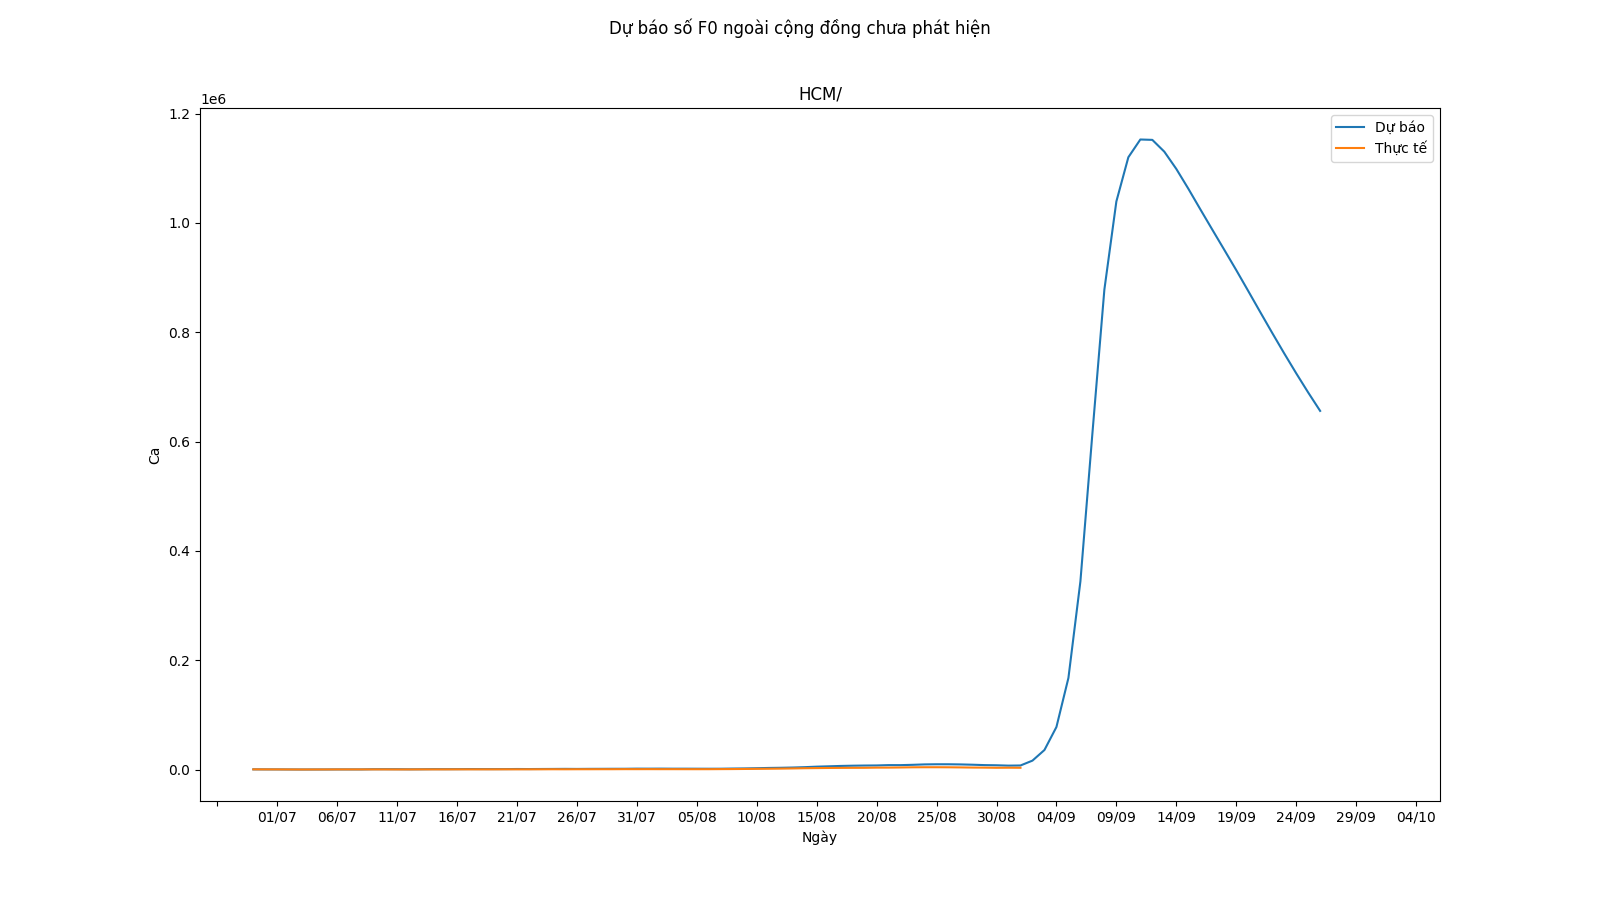 Dự báo số F0 ngoài cộng đồng chưa phát hiện
HCM/
1e6
Dự báo
Thực tế
1.2
1.0
0.8
0.6
0.4
0.2
0.0
Ca
01/07 06/07 11/07 16/07 21/07 26/07 31/07 05/08 10/08 15/08 20/08 25/08 30/08 04/09 09/09 14/09 19/09 24/09 29/09 04/10
Ngày